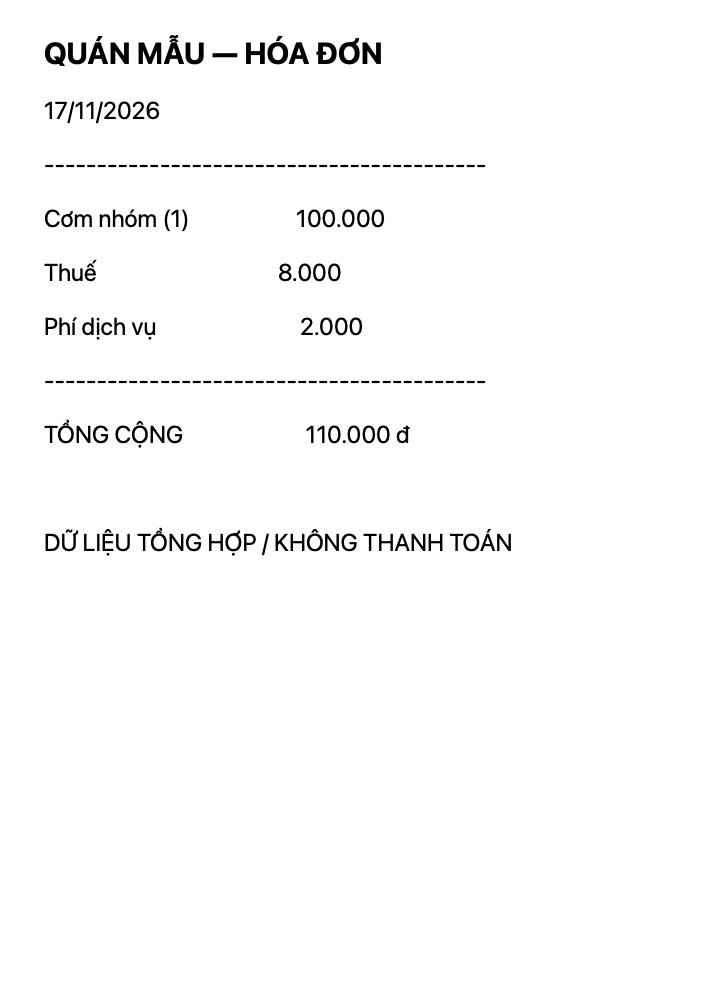 QUÁN MẪU — HÓA ĐƠN
17/11/2026
------------------------------------------
Cơm nhóm (1) 100.000
Thuế 8.000
Phí dịch vụ 2.000
------------------------------------------
TỔNG CỘNG 110.000 đ
DỮ LIỆU TỔNG HỢP / KHÔNG THANH TOÁN